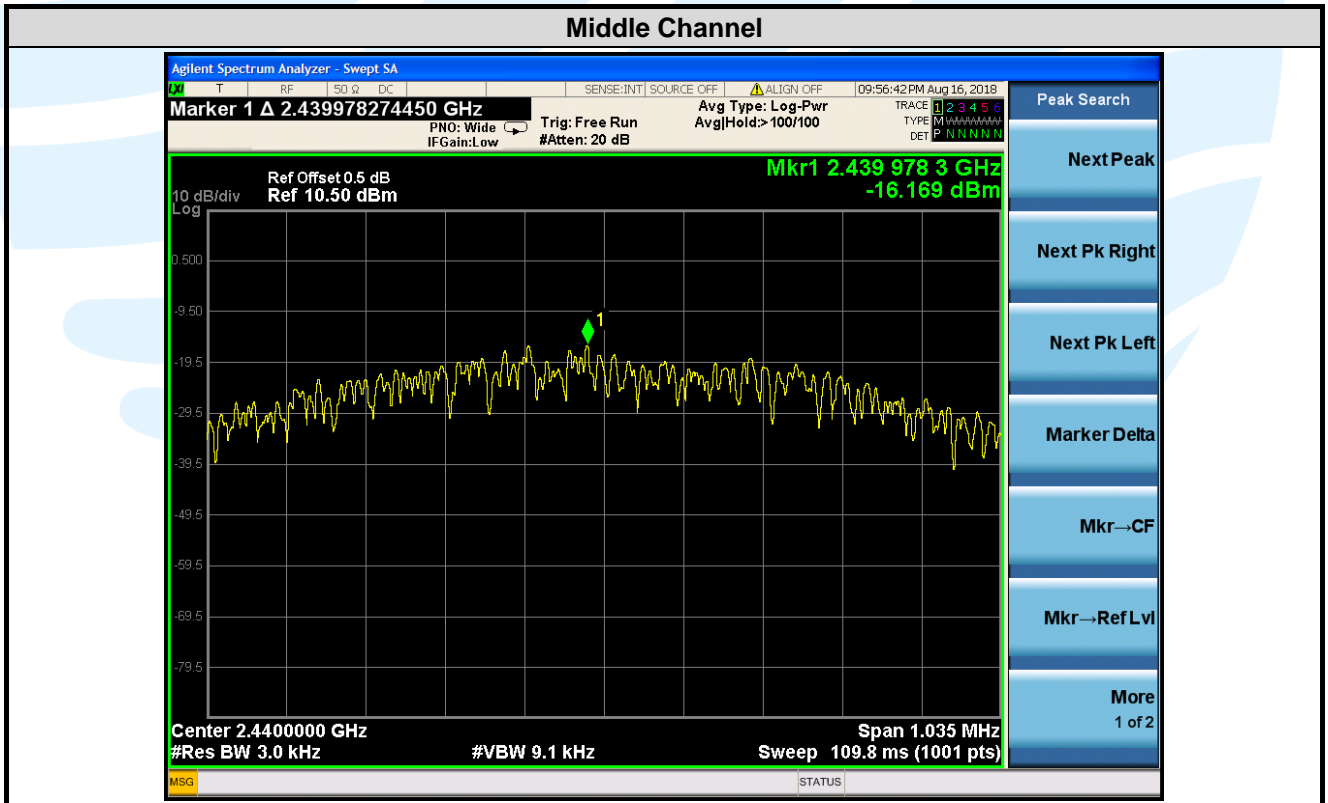 Middle Channel
Agilent Spectrum Analyzer - Swept SA
LXI T RF 50 Ω DC SENSE:INT SOURCE OFF ALIGN OFF 09:56:42 PM Aug 16, 2018
Marker 1 Δ 2.439978274450 GHz
PNO: Wide
IFGain:Low
Trig: Free Run
#Atten: 20 dB
Avg Type: Log-Pwr
Avg|Hold:>100/100
TRACE 1 2 3 4 5 6
TYPE M WWWWW
DET P N N N N N
Ref Offset 0.5 dB
10 dB/div Ref 10.50 dBm
Log
Mkr1 2.439 978 3 GHz
-16.169 dBm
0.500
-9.50
-19.5
-29.5
-39.5
-49.5
-59.5
-69.5
-79.5
1
Center 2.4400000 GHz
#Res BW 3.0 kHz
#VBW 9.1 kHz
Span 1.035 MHz
Sweep 109.8 ms (1001 pts)
MSG
STATUS
Peak Search
Next Peak
Next Pk Right
Next Pk Left
Marker Delta
Mkr→CF
Mkr→Ref Lvl
More
1 of 2